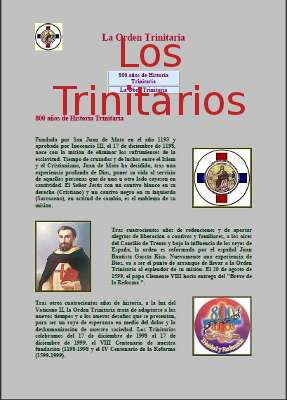 La Orden Trinitaria
Los
Trinitarios
800 años de Historia
Trinitaria
La Obra Trinitaria
800 años de Historia Trinitaria
Fundada por San Juan de Mata en el año 1193 y
aprobada por Inocencio III, el 17 de diciembre de 1198,
nace con la misión de eliminar los sufrimientos de la
esclavitud. Tiempo de cruzadas y de luchas entre el Islam
y el Cristianismo, Juan de Mata ha decidido, tras una
experiencia profunda de Dios, poner su vida al servicio
de aquellas personas que de uno u otro lado cayesen en
cautividad. El Señor Jesús con un cautivo blanco en su
derecha (Cristiano) y un cautivo negro en su izquierda
(Sarraceno), en actitud de cambio, es el emblema de su
misión.
Tras cuatrocientos años de redenciones y de aportar
alegrías de liberación a cautivos y familiares, a los aires
del Concilio de Trento y bajo la influencia de los reyes de
España, la orden es reformada por el español Juan
Bautista García Rico. Nuevamente una experiencia de
Dios, va a ser el punto de arranque de llevar a la Orden
Trinitaria al esplendor de su misión. El 20 de agosto de
1599, el papa Clemente VIII hacía entrega del "Breve de
la Reforma ".
Tras otros cuatrocientos años de historia, a la luz del
Vaticano II, la Orden Trinitaria trata de adaptarse a los
nuevos tiempos y a los nuevos desafíos que se presentan,
para ser un rayo de esperanza en medio del dolor y la
deshumanización de nuestra sociedad. Los Trinitarios
celebramos del 17 de diciembre de 1998 al 17 de
diciembre de 1999, el VIII Centenario de nuestra
fundación (1198-1998 y el IV Centenario de la Reforma
(1599-1999).